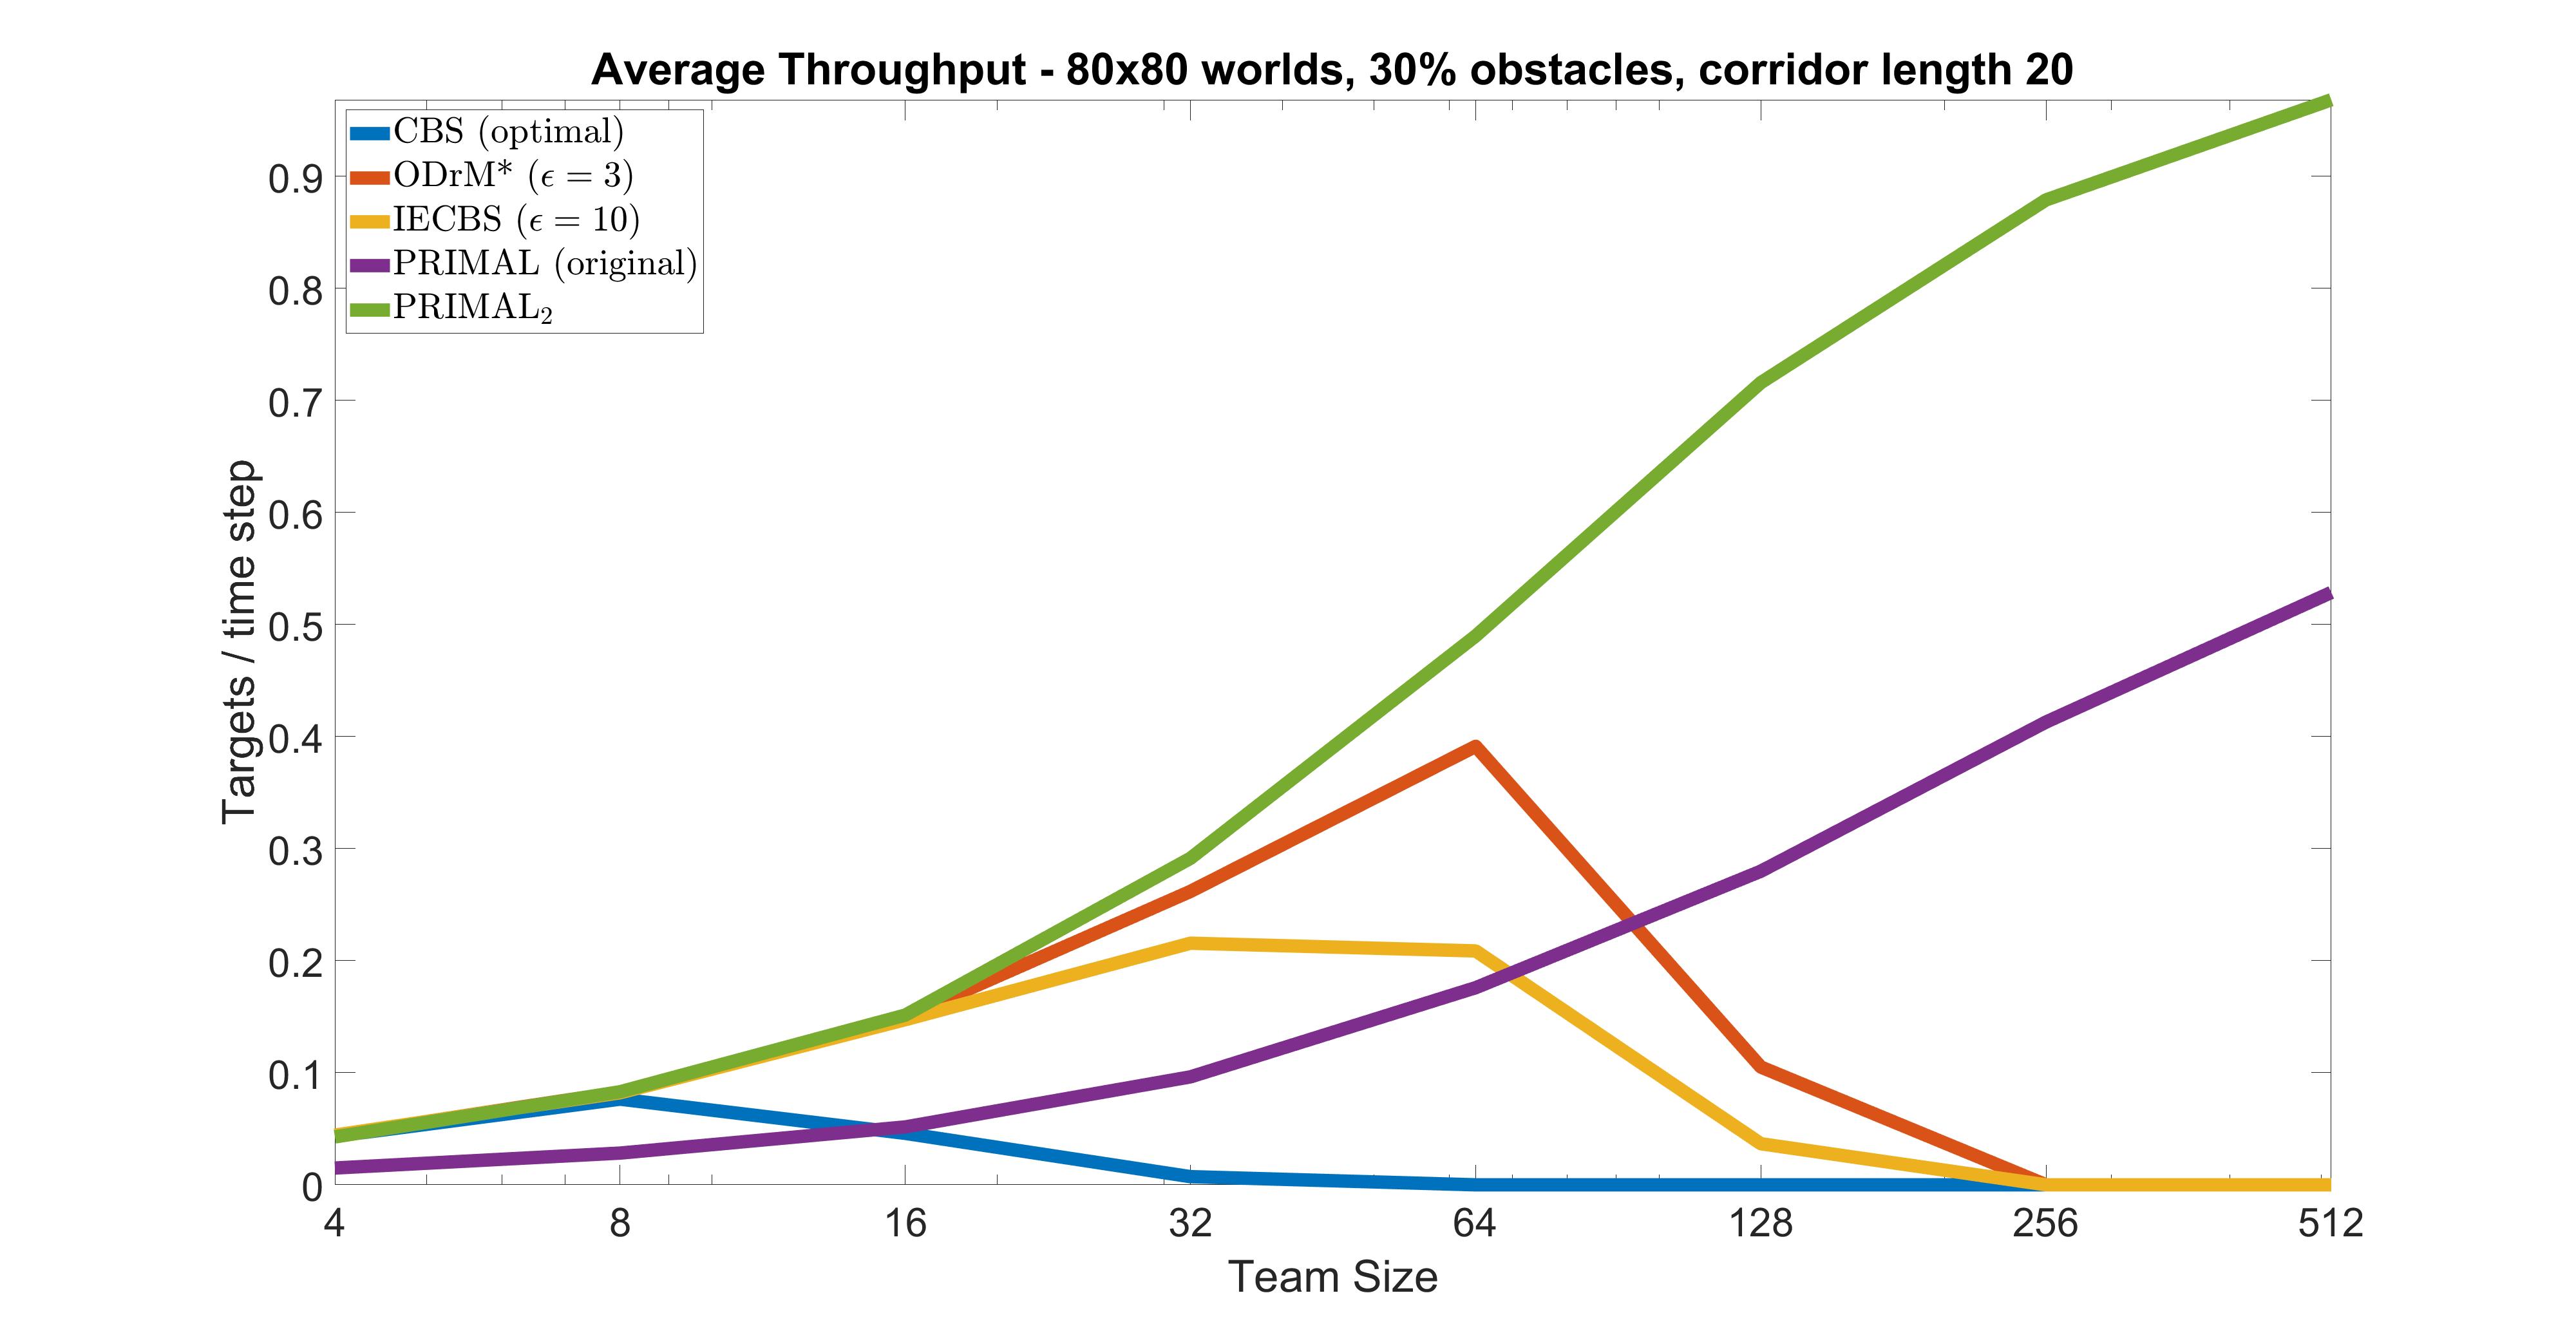 Average Throughput - 80x80 worlds, 30% obstacles, corridor length 20
CBS (optimal)
ODrM* (ϵ = 3)
IECBS (ϵ = 10)
PRIMAL (original)
PRIMAL₂
Targets / time step
0.9
0.8
0.7
0.6
0.5
0.4
0.3
0.2
0.1
0
4 8 16 32 64 128 256 512
Team Size